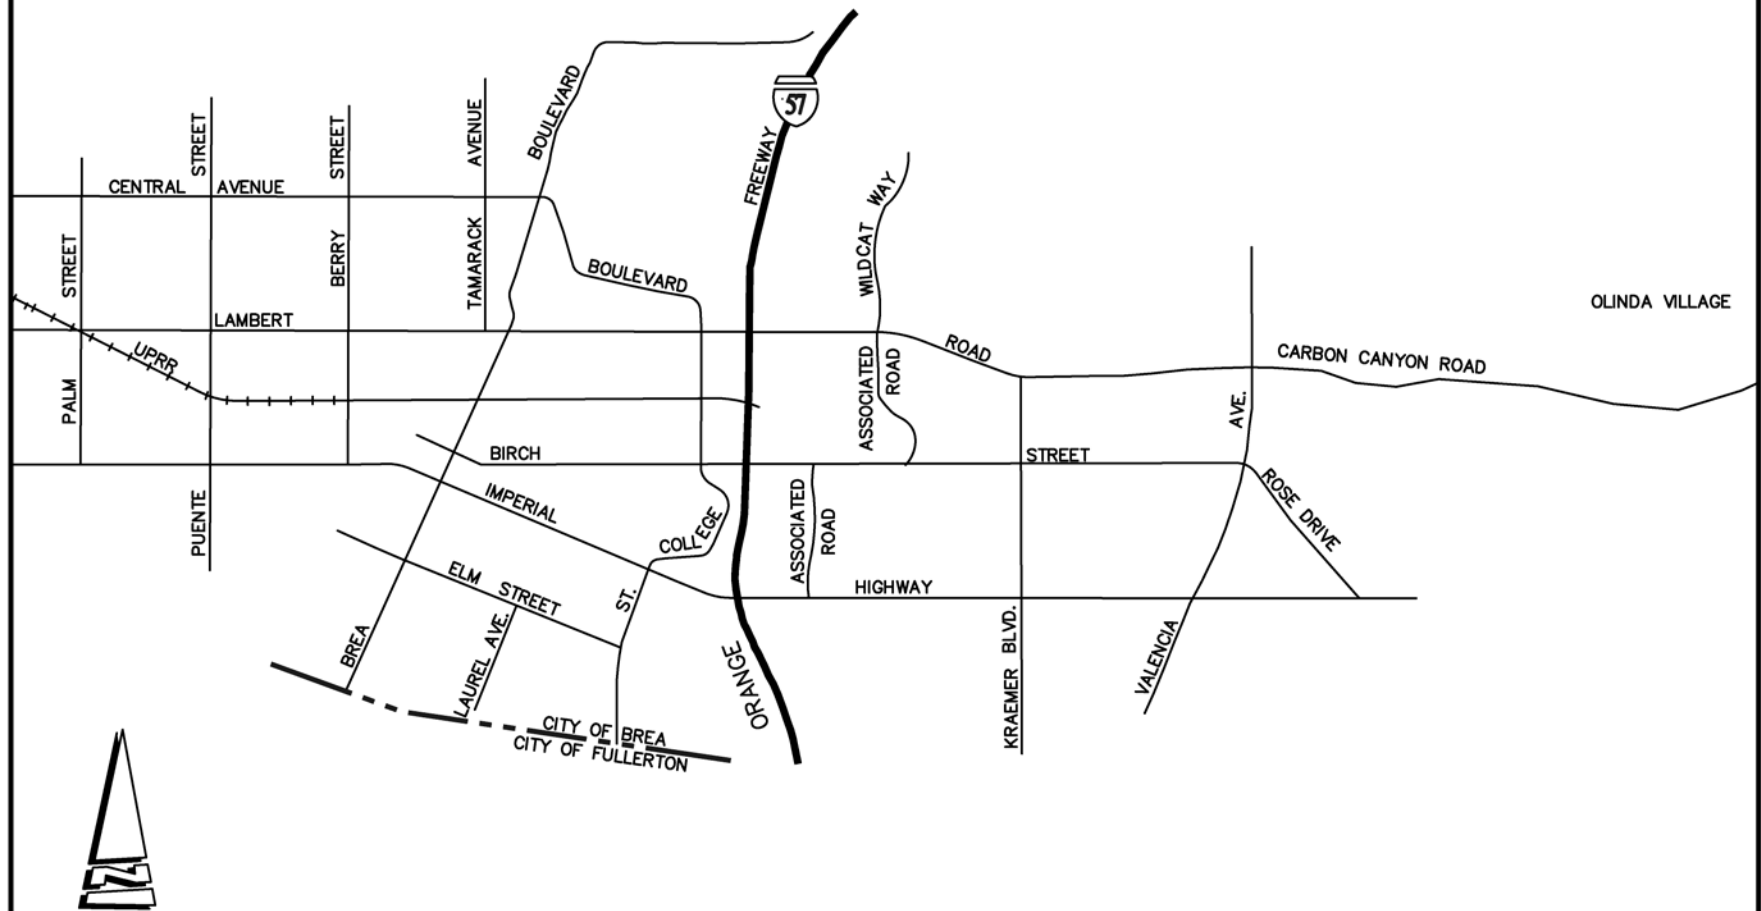 BOULEVARD
57
STREET
STREET
AVENUE
FREEWAY
WILDCAT WAY
CENTRAL AVENUE
STREET
BERRY
TAMARACK
BOULEVARD
OLINDA VILLAGE
LAMBERT
ROAD
UPRR
ASSOCIATED
ROAD
CARBON CANYON ROAD
PALM
AVE.
BIRCH
STREET
IMPERIAL
PUENTE
COLLEGE
ASSOCIATED
ROAD
ROSE DRIVE
ELM STREET
ST.
HIGHWAY
BREA
LAUREL AVE.
ORANGE
KRAEMER BLVD.
VALENCIA
CITY OF BREA
CITY OF FULLERTON
N